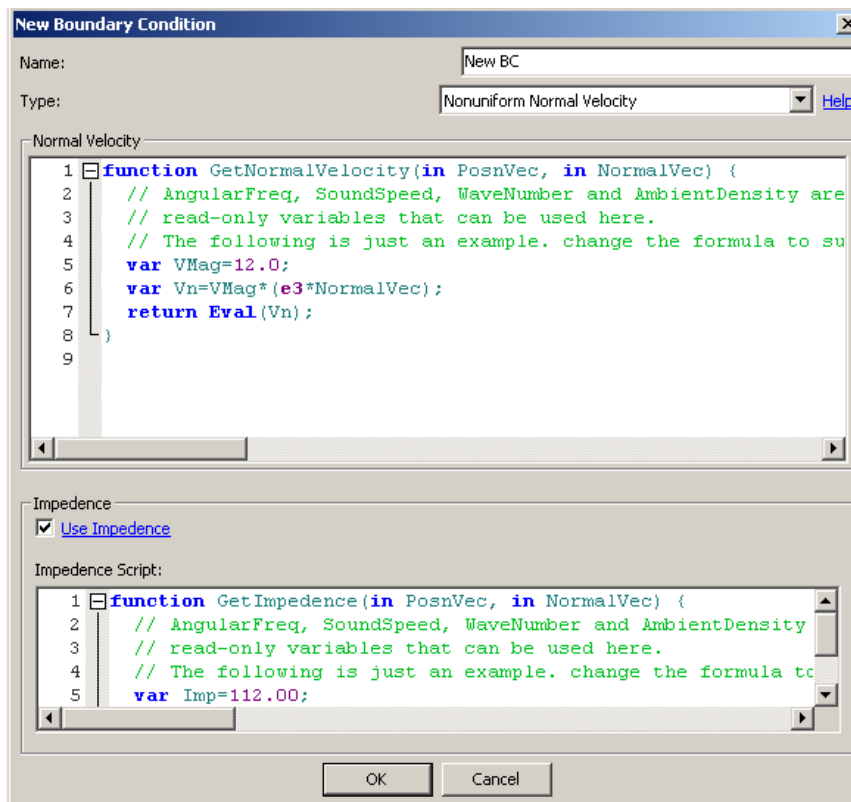 New Boundary Condition
Name:
New BC
Type:
Nonuniform Normal Velocity
Help
Normal Velocity
1 function GetNormalVelocity(in PosnVec, in NormalVec) {
2 // AngularFreq, SoundSpeed, WaveNumber and AmbientDensity are
3 // read-only variables that can be used here.
4 // The following is just an example. change the formula to su
5 var VMag=12.0;
6 var Vn=VMag*(e3*NormalVec);
7 return Eval(Vn);
8 }
9
Impedence
Use Impedence
Impedence Script:
1 function GetImpedence(in PosnVec, in NormalVec) {
2 // AngularFreq, SoundSpeed, WaveNumber and AmbientDensity
3 // read-only variables that can be used here.
4 // The following is just an example. change the formula to
5 var Imp=112.00;
OK
Cancel